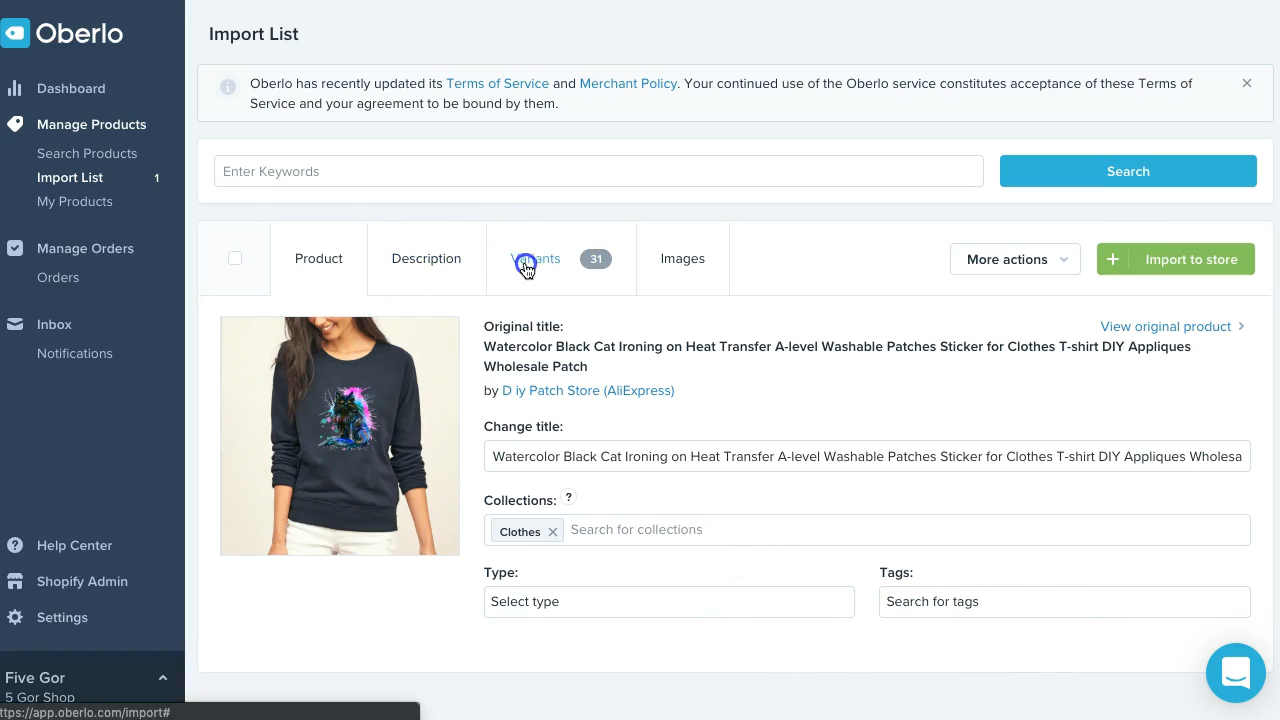 Oberlo
Dashboard
Manage Products
Search Products
Import List 1
My Products
Manage Orders
Orders
Inbox
Notifications
Help Center
Shopify Admin
Settings
Five Gor
5 Gor Shop
ttps://app.oberlo.com/import#
Import List
Oberlo has recently updated its Terms of Service and Merchant Policy. Your continued use of the Oberlo service constitutes acceptance of these Terms of
Service and your agreement to be bound by them.
Enter Keywords
Search
Product Description Variants 31 Images More actions + Import to store
Original title: View original product
Watercolor Black Cat Ironing on Heat Transfer A-level Washable Patches Sticker for Clothes T-shirt DIY Appliques
Wholesale Patch
by D iy Patch Store (AliExpress)
Change title:
Watercolor Black Cat Ironing on Heat Transfer A-level Washable Patches Sticker for Clothes T-shirt DIY Appliques Wholesa
Collections: ?
Clothes Search for collections
Type: Tags:
Select type Search for tags